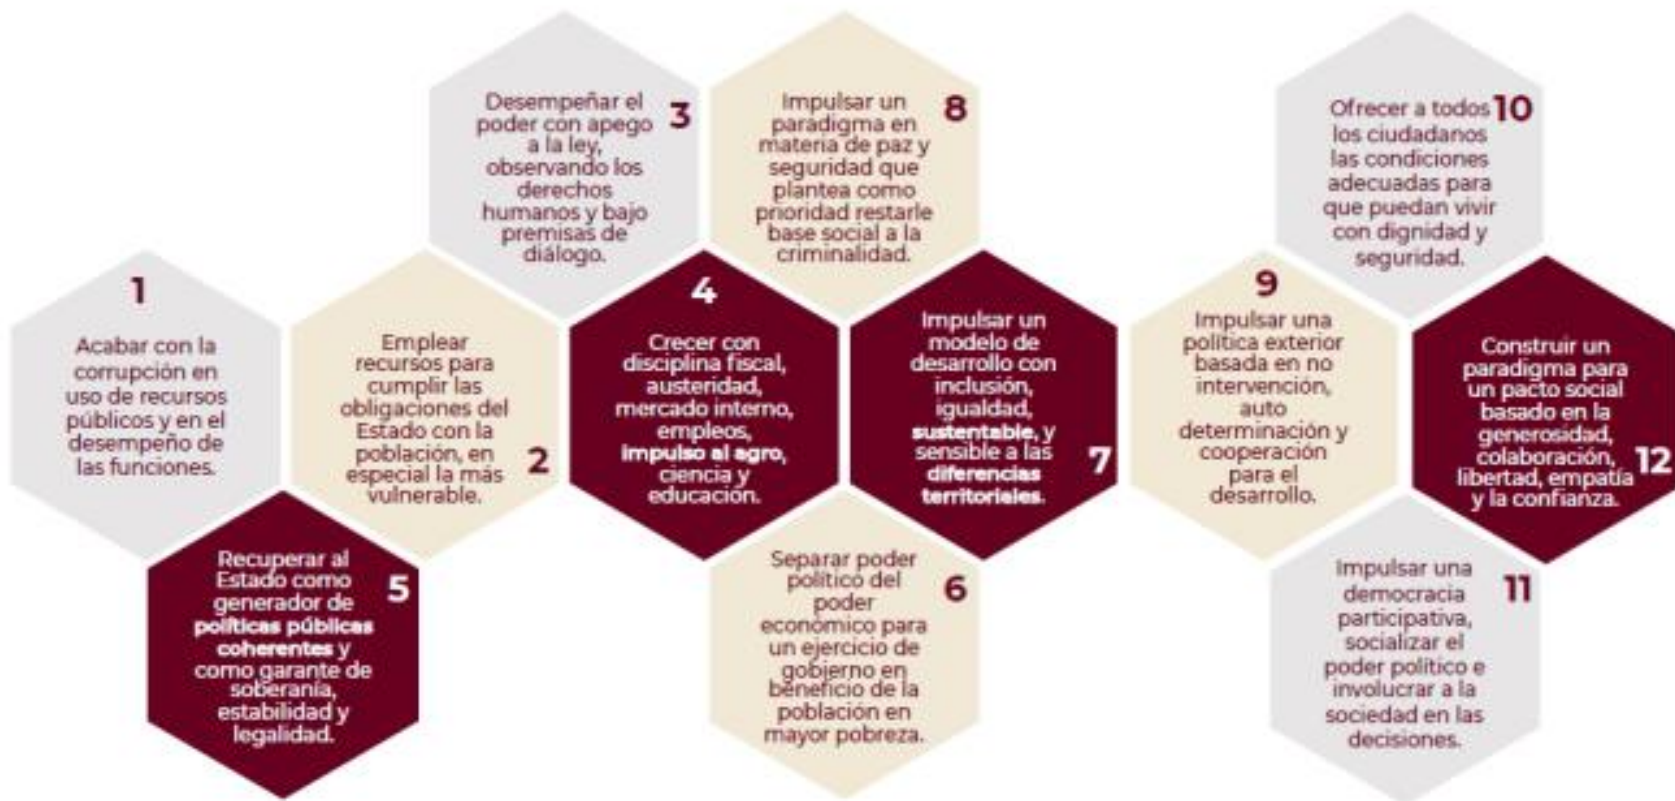 1
Acabar con la
corrupción en
uso de recursos
públicos y en el
desempeño de
las funciones.
2
Emplear
recursos para
cumplir las
obligaciones del
Estado con la
población, en
especial la más
vulnerable.
3
Desempeñar el
poder con apego
a la ley,
observando los
derechos
humanos y bajo
premisas de
diálogo.
4
Crecer con
disciplina fiscal,
austeridad,
mercado interno,
empleos,
impulso al agro,
ciencia y
educación.
5
Recuperar al
Estado como
generador de
políticas públicas
coherentes y
como garante de
soberanía,
estabilidad y
legalidad.
6
Separar poder
político del
poder
económico para
un ejercicio de
gobierno en
beneficio de la
población en
mayor pobreza.
7
Impulsar un
modelo de
desarrollo con
inclusión,
igualdad,
sustentable, y
sensible a las
diferencias
territoriales.
8
Impulsar un
paradigma en
materia de paz y
seguridad que
plantea como
prioridad restarle
base social a la
criminalidad.
9
Impulsar una
política exterior
basada en no
intervención,
auto
determinación y
cooperación
para el
desarrollo.
10
Ofrecer a todos
los ciudadanos
las condiciones
adecuadas para
que puedan vivir
con dignidad y
seguridad.
11
Impulsar una
democracia
participativa,
socializar el
poder político e
involucrar a la
sociedad en las
decisiones.
12
Construir un
paradigma para
un pacto social
basado en la
generosidad,
colaboración,
libertad, empatía
y la confianza.